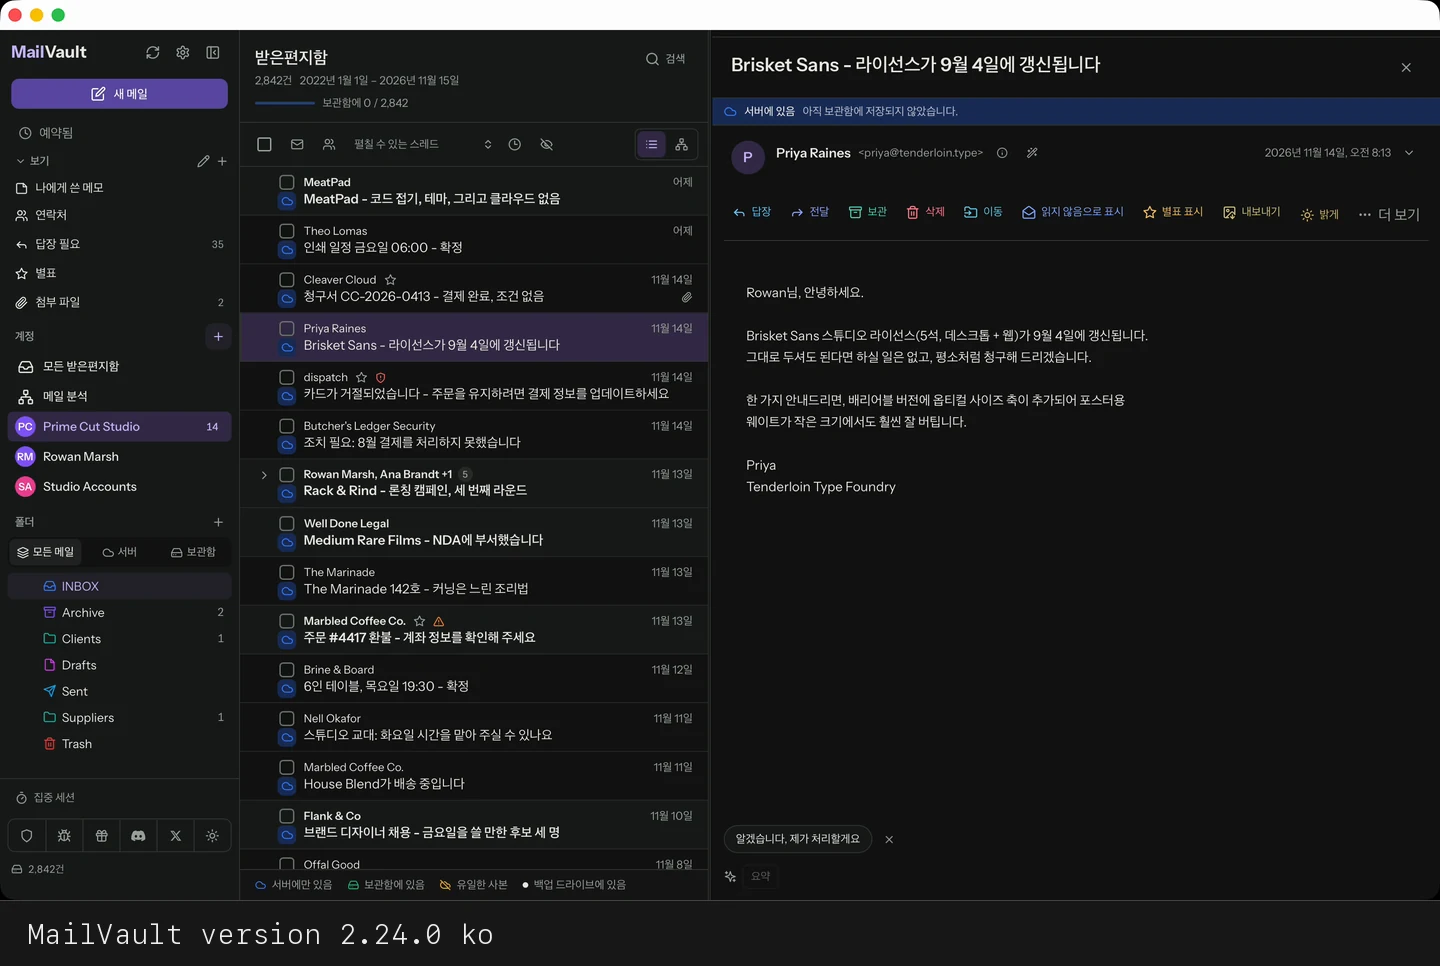 MailVault
새 메일
예약됨
보기
나에게 쓴 메모
연락처
답장 필요 35
별표
첨부 파일 2
계정
모든 받은편지함
메일 분석
PC Prime Cut Studio 14
RM Rowan Marsh
SA Studio Accounts
폴더
모든 메일 서버 보관함
INBOX
Archive 2
Clients 1
Drafts
Sent
Suppliers 1
Trash
집중 세션
2,842건
받은편지함
검색
2,842건 2022년 1월 1일 – 2026년 11월 15일
보관함에 0 / 2,842
펼칠 수 있는 스레드
MeatPad 어제
MeatPad - 코드 접기, 테마, 그리고 클라우드 없음
Theo Lomas 어제
인쇄 일정 금요일 06:00 - 확정
Cleaver Cloud 11월 14일
청구서 CC-2026-0413 - 결제 완료, 조건 없음
Priya Raines 11월 14일
Brisket Sans - 라이선스가 9월 4일에 갱신됩니다
dispatch 11월 14일
카드가 거절되었습니다 - 주문을 유지하려면 결제 정보를 업데이트하세요
Butcher's Ledger Security 11월 14일
조치 필요: 8월 결제를 처리하지 못했습니다
Rowan Marsh, Ana Brandt +1 5 11월 13일
Rack & Rind - 론칭 캠페인, 세 번째 라운드
Well Done Legal 11월 13일
Medium Rare Films - NDA에 부서했습니다
The Marinade 11월 13일
The Marinade 142호 - 커닝은 느린 조리법
Marbled Coffee Co. 11월 13일
주문 #4417 환불 - 계좌 정보를 확인해 주세요
Brine & Board 11월 12일
6인 테이블, 목요일 19:30 - 확정
Nell Okafor 11월 11일
스튜디오 교대: 화요일 시간을 맡아 주실 수 있나요
Marbled Coffee Co. 11월 11일
House Blend가 배송 중입니다
Flank & Co 11월 10일
브랜드 디자이너 채용 - 금요일을 쓸 만한 후보 세 명
Offal Good 11월 8일
서버에만 있음 보관함에 있음 유일한 사본 백업 드라이브에 있음
Brisket Sans - 라이선스가 9월 4일에 갱신됩니다
서버에 있음 아직 보관함에 저장되지 않았습니다.
P Priya Raines <priya@tenderloin.type> 2026년 11월 14일, 오전 8:13
답장 전달 보관 삭제 이동 읽지 않음으로 표시 별표 표시 내보내기 밝게 더 보기
Rowan님, 안녕하세요.
Brisket Sans 스튜디오 라이선스(5석, 데스크톱 + 웹)가 9월 4일에 갱신됩니다.
그대로 두셔도 된다면 하실 일은 없고, 평소처럼 청구해 드리겠습니다.
한 가지 안내드리면, 배리어블 버전에 옵티컬 사이즈 축이 추가되어 포스터용
웨이트가 작은 크기에서도 훨씬 잘 버팁니다.
Priya
Tenderloin Type Foundry
알겠습니다, 제가 처리할게요
요약
MailVault version 2.24.0 ko